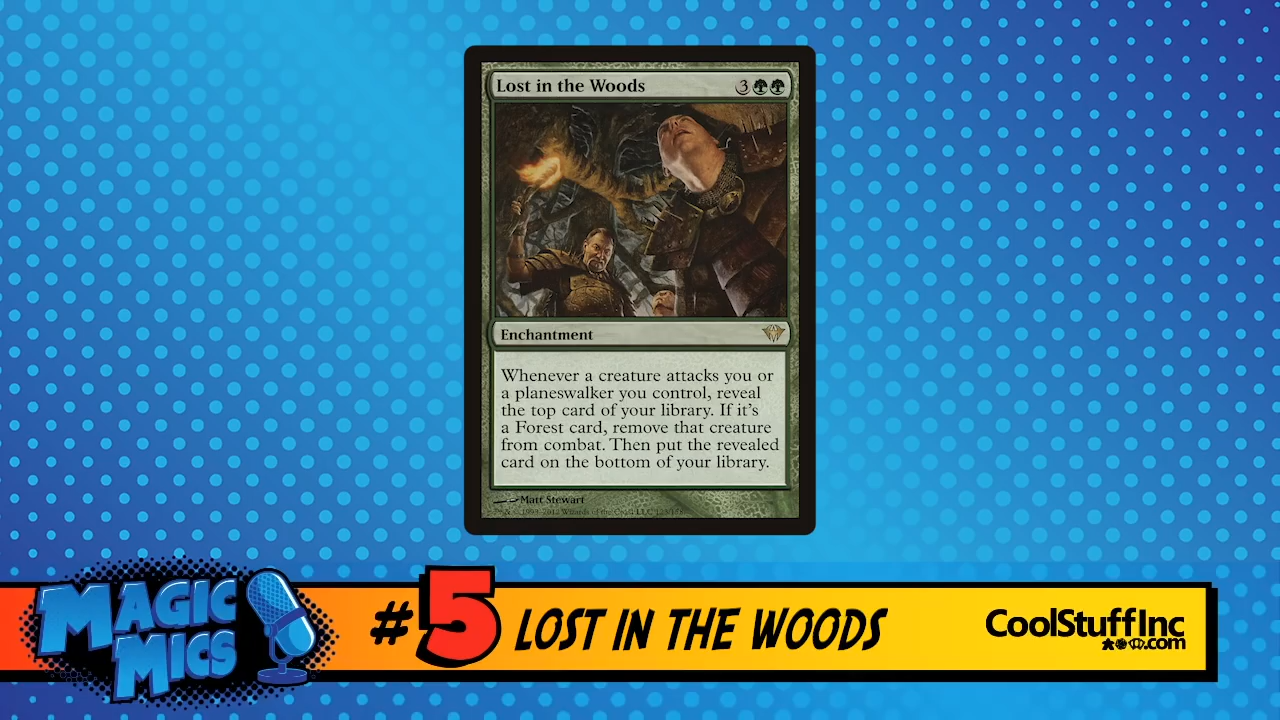 Lost in the Woods 3
Enchantment
Whenever a creature attacks you or
a planeswalker you control, reveal
the top card of your library. If it's
a Forest card, remove that creature
from combat. Then put the revealed
card on the bottom of your library.
Matt Stewart
MAGIC
MICS
#5 LOST IN THE WOODS
CoolStuffInc
.com